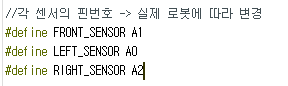 //각 센서의 핀번호 -> 실제 로봇에 따라 변경
#define FRONT_SENSOR A1
#define LEFT_SENSOR A0
#define RIGHT_SENSOR A2